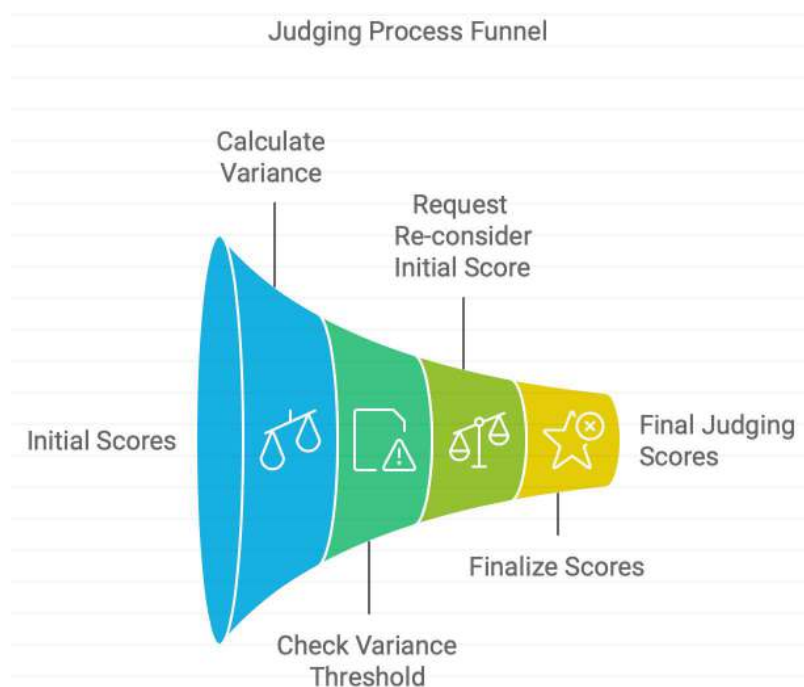 Judging Process Funnel
Calculate
Variance
Request
Re-consider
Initial Score
Initial Scores
Final Judging
Scores
Finalize Scores
Check Variance
Threshold